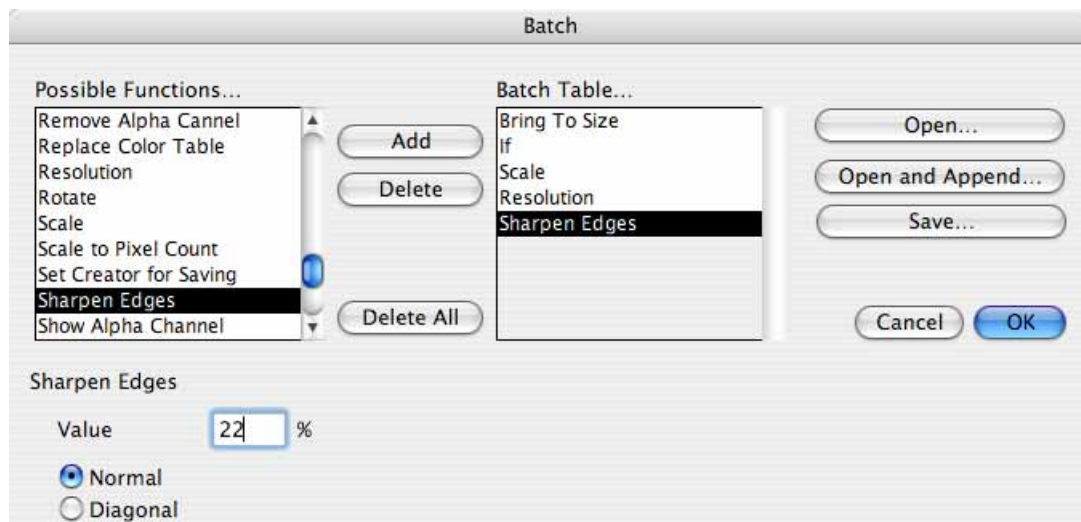 Batch
Possible Functions...
Remove Alpha Cannel
Replace Color Table
Resolution
Rotate
Scale
Scale to Pixel Count
Set Creator for Saving
Sharpen Edges
Show Alpha Channel
Add
Delete
Delete All
Batch Table...
Bring To Size
If
Scale
Resolution
Sharpen Edges
Open...
Open and Append...
Save...
Cancel
OK
Sharpen Edges
Value 22 %
Normal
Diagonal